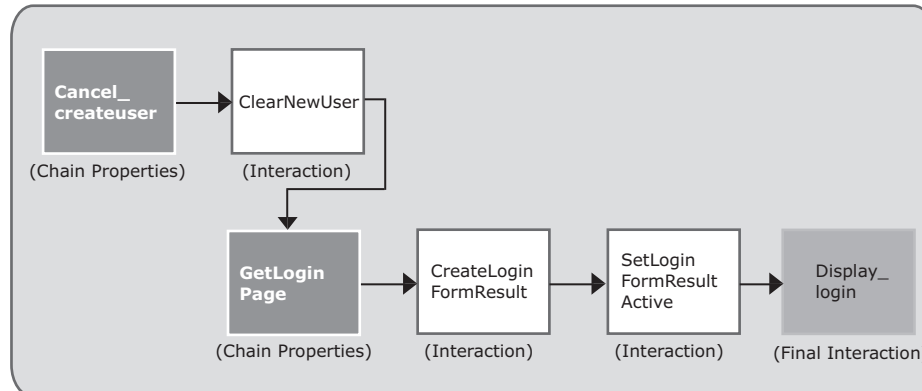 Cancel_
createuser
ClearNewUser
(Chain Properties)
(Interaction)
GetLogin
Page
CreateLogin
FormResult
SetLogin
FormResult
Active
Display_
login
(Chain Properties)
(Interaction)
(Interaction)
(Final Interaction